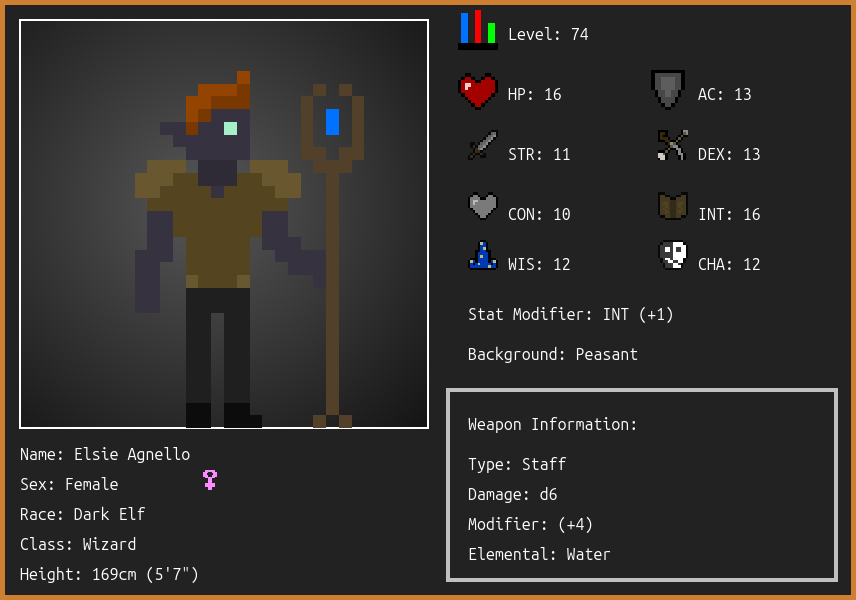 Level: 74
HP: 16
AC: 13
STR: 11
DEX: 13
CON: 10
INT: 16
WIS: 12
CHA: 12
Stat Modifier: INT (+1)
Background: Peasant
Weapon Information:
Type: Staff
Damage: d6
Modifier: (+4)
Elemental: Water
Name: Elsie Agnello
Sex: Female
Race: Dark Elf
Class: Wizard
Height: 169cm (5'7")